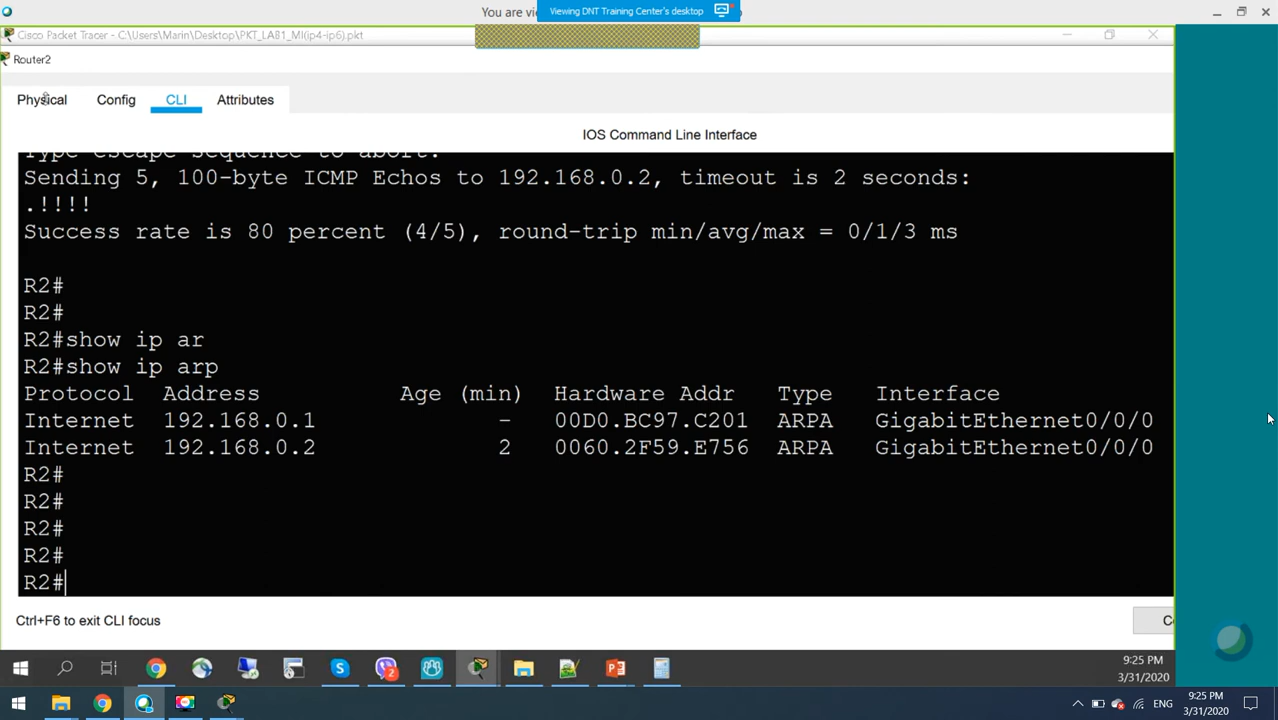 You are vie
Viewing DNT Training Center's desktop
Cisco Packet Tracer - C:\Users\Marin\Desktop\PKT_LAB1_MI(ip4-ip6).pkt
Router2
Physical Config CLI Attributes
IOS Command Line Interface
Type escape sequence to abort.
Sending 5, 100-byte ICMP Echos to 192.168.0.2, timeout is 2 seconds:
.!!!!
Success rate is 80 percent (4/5), round-trip min/avg/max = 0/1/3 ms
R2#
R2#
R2#show ip ar
R2#show ip arp
Protocol Address Age (min) Hardware Addr Type Interface
Internet 192.168.0.1 - 00D0.BC97.C201 ARPA GigabitEthernet0/0/0
Internet 192.168.0.2 2 0060.2F59.E756 ARPA GigabitEthernet0/0/0
R2#
R2#
R2#
R2#
R2#
Ctrl+F6 to exit CLI focus
2
9:25 PM
3/31/2020
ENG
9:25 PM
3/31/2020